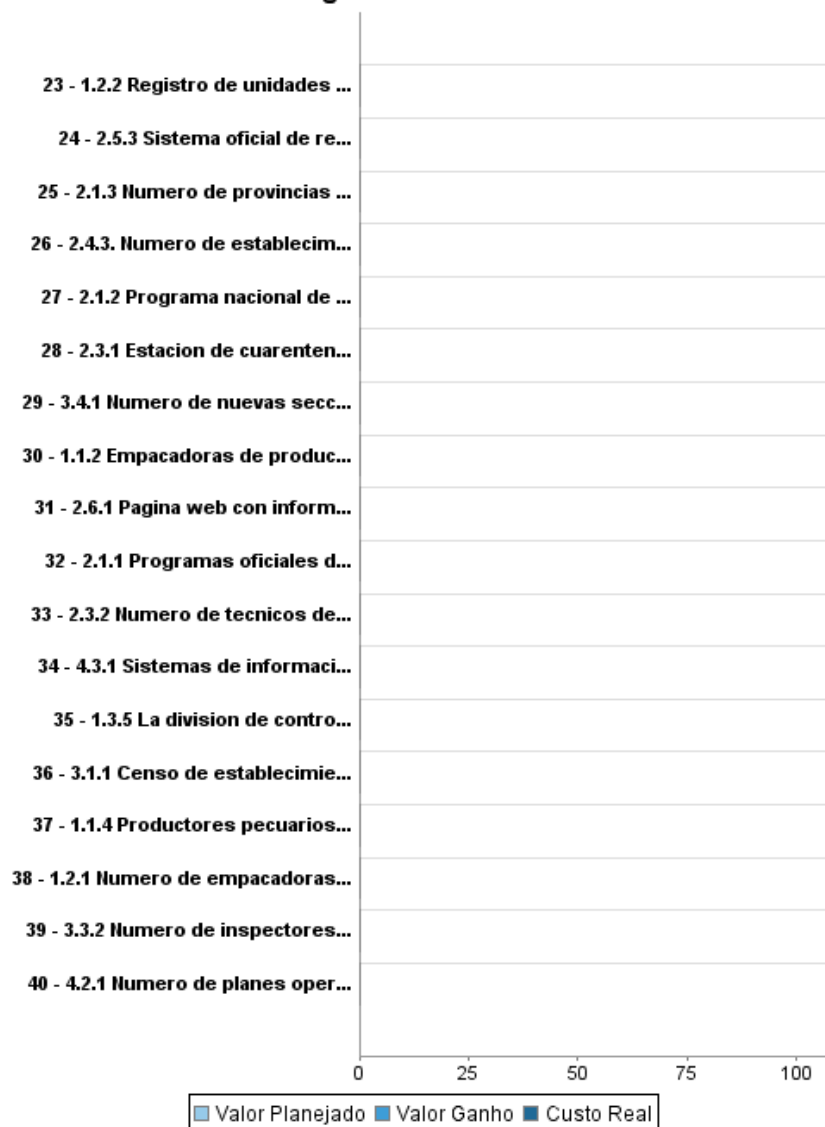 23 - 1.2.2 Registro de unidades ...
24 - 2.5.3 Sistema oficial de re...
25 - 2.1.3 Numero de provincias ...
26 - 2.4.3. Numero de establecim...
27 - 2.1.2 Programa nacional de ...
28 - 2.3.1 Estacion de cuarenten...
29 - 3.4.1 Numero de nuevas secc...
30 - 1.1.2 Empacadoras de produc...
31 - 2.6.1 Pagina web con inform...
32 - 2.1.1 Programas oficiales d...
33 - 2.3.2 Numero de tecnicos de...
34 - 4.3.1 Sistemas de informaci...
35 - 1.3.5 La division de contro...
36 - 3.1.1 Censo de establecimie...
37 - 1.1.4 Productores pecuarios...
38 - 1.2.1 Numero de empacadoras...
39 - 3.3.2 Numero de inspectores...
40 - 4.2.1 Numero de planes oper...
0 25 50 75 100
Valor Planejado Valor Ganho Custo Real